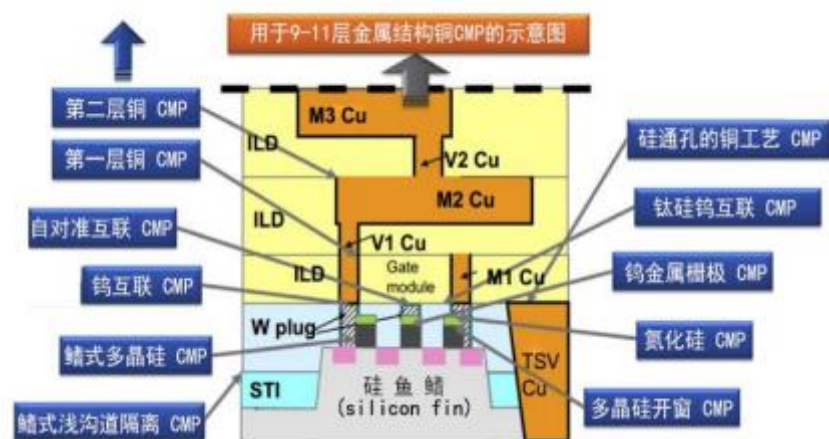 用于9-11层金属结构铜CMP的示意图
第二层铜 CMP
第一层铜 CMP
自对准互联 CMP
钨互联 CMP
鳍式多晶硅 CMP
鳍式浅沟道隔离 CMP
M3 Cu
ILD
V2 Cu
M2 Cu
ILD
V1 Cu
ILD
Gate
module
M1 Cu
W plug
STI
硅鱼鳍
(silicon fin)
TSV
Cu
硅通孔的铜工艺 CMP
钛硅钨互联 CMP
钨金属栅极 CMP
氮化硅 CMP
多晶硅开窗 CMP